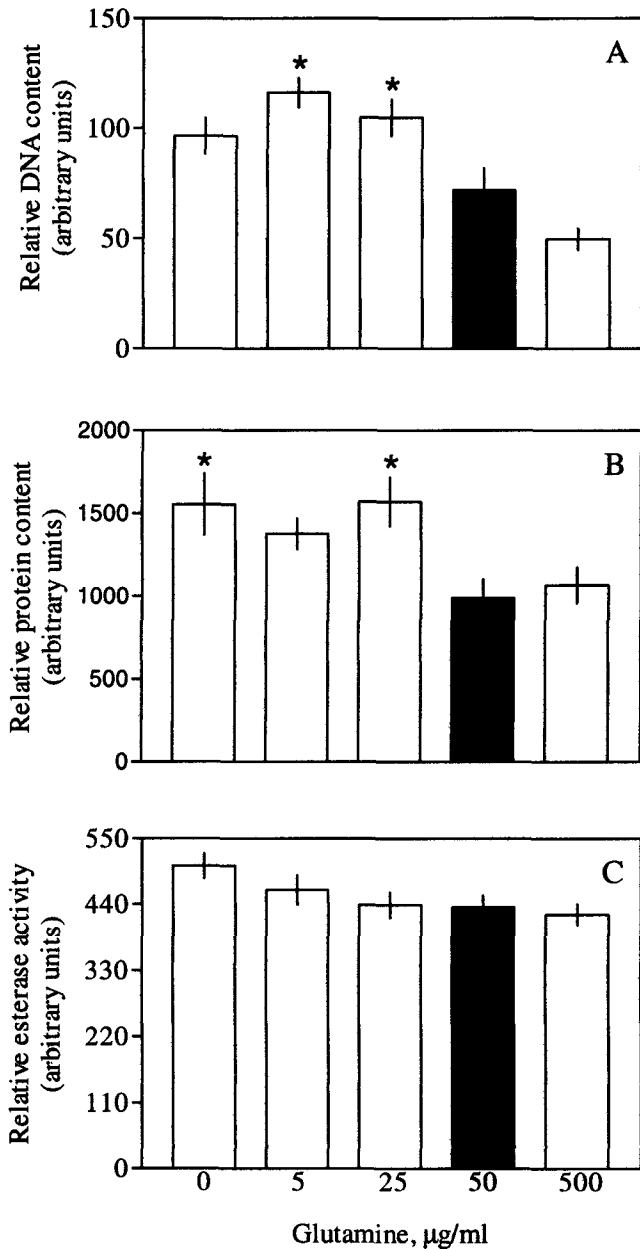 A
Relative DNA content
(arbitrary units)
150
100
50
0
*
*
B
Relative protein content
(arbitrary units)
2000
1500
1000
500
0
*
*
C
Relative esterase activity
(arbitrary units)
550
440
330
220
110
0
0 5 25 50 500
Glutamine, µg/ml